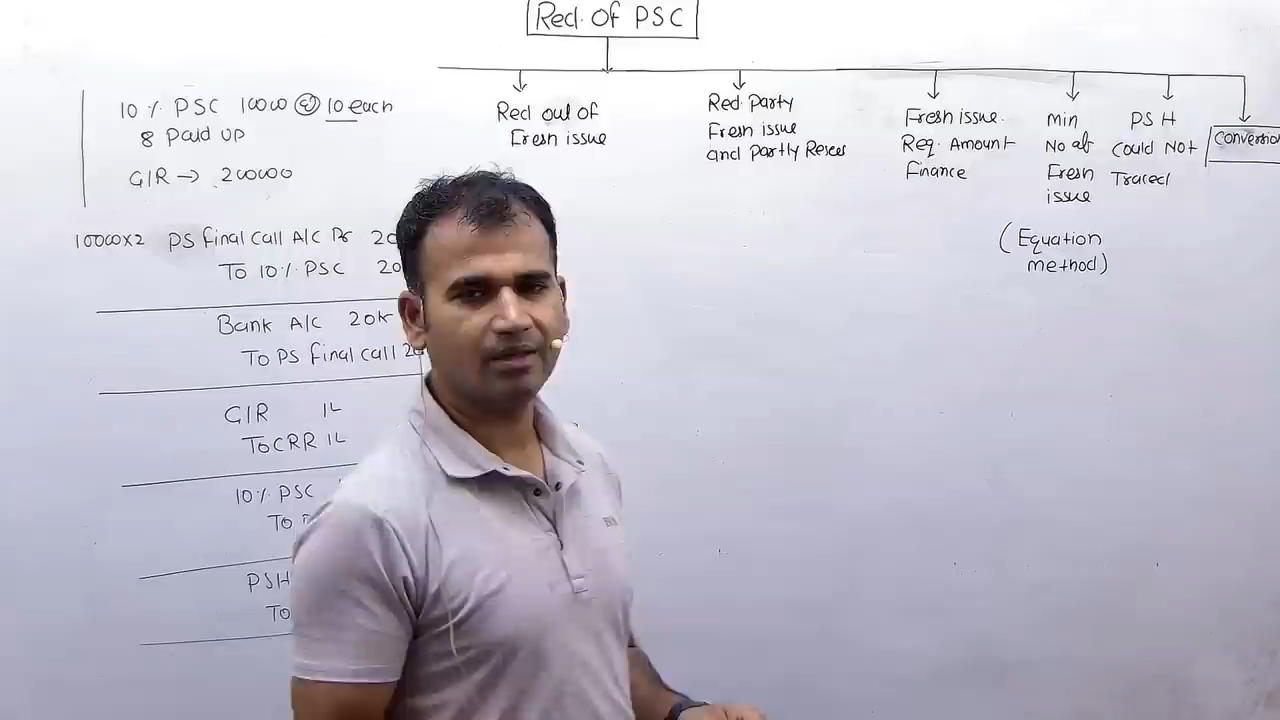 Red. Of PSC
10 % PSC 10000 @ 10 each
8 Paid UP
GIR → 200000
Red out of
Fresh issue
Red. Party
Fresh issue
and partly Reser
Fresh issue.
Req. Amount
Finance
Min
No of
Fresh
issue
(Equation
method)
PSH
Could Not
Traced
Conversion
10000x2 PS final Call A/C Dr 20
To 10% PSC 20
Bank A/C 20K
To PS final Call 20
GIR 1L
To CRR 1L
10% PSC
To
PSH
To